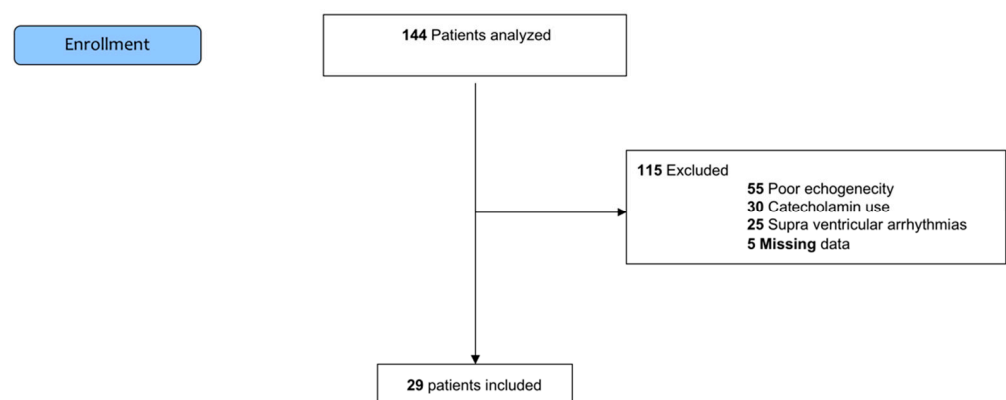 Enrollment
144 Patients analyzed
115 Excluded
55 Poor echogenecity
30 Catecholamin use
25 Supra ventricular arrhythmias
5 Missing data
29 patients included